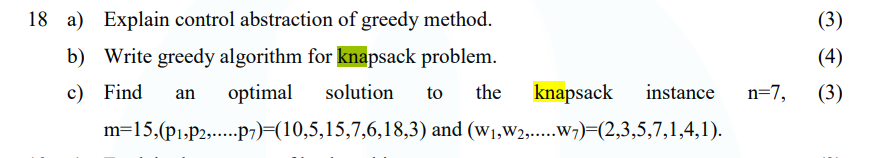 18 a) Explain control abstraction of greedy method. (3)
b) Write greedy algorithm for knapsack problem. (4)
c) Find an optimal solution to the knapsack instance n=7, (3)
m=15,(p₁,p₂,.....p₇)=(10,5,15,7,6,18,3) and (w₁,w₂,.....w₇)=(2,3,5,7,1,4,1).